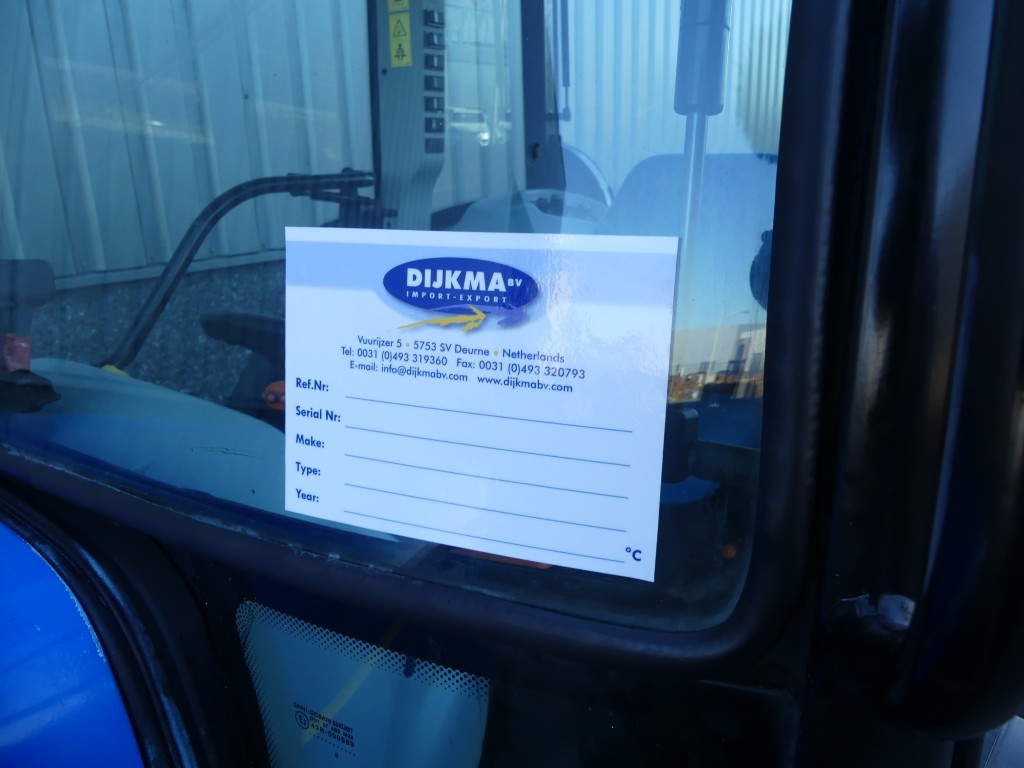 DIJKMA BV
IMPORT-EXPORT
Vuurijzer 5 • 5753 SV Deurne • Netherlands
Tel: 0031 (0)493 319360 Fax: 0031 (0)493 320793
E-mail: info@dijkmabv.com www.dijkmabv.com
Ref.Nr:
Serial Nr:
Make:
Type:
Year:
°C